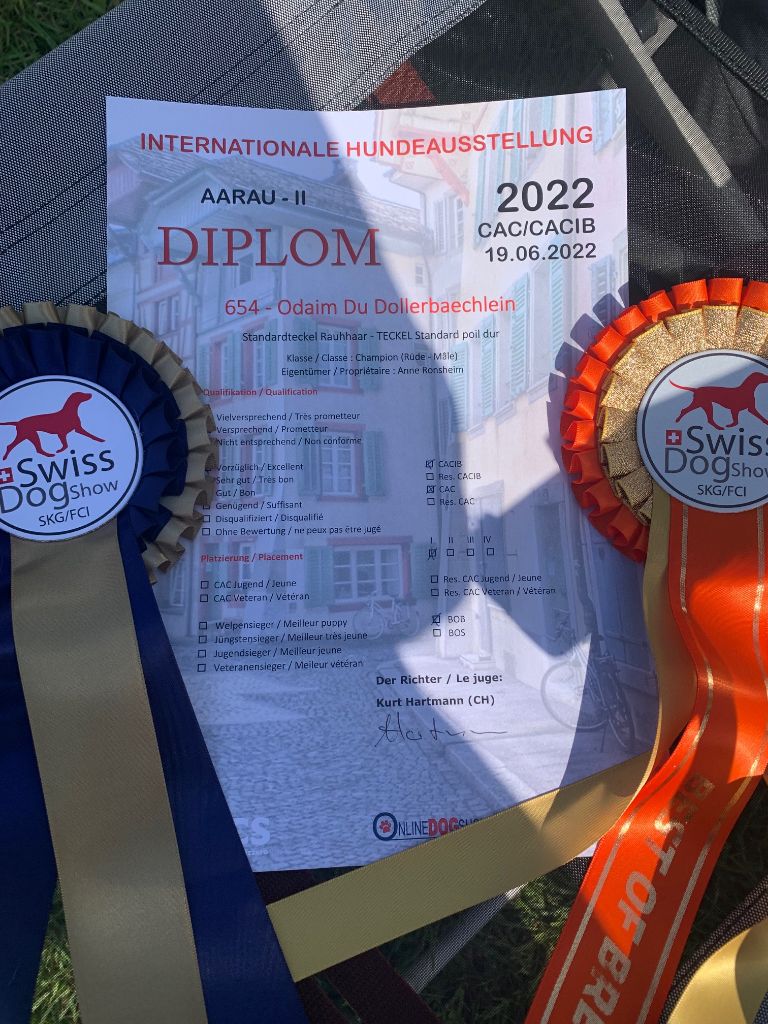 INTERNATIONALE HUNDEAUSSTELLUNG
AARAU - II
2022
CAC/CACIB
19.06.2022
DIPLOM
654 - Odaim Du Dollerbaechlein
Standardteckel Rauhhaar - TECKEL Standard poil dur
Klasse / Classe : Champion (Rüde - Mâle)
Eigentümer / Propriétaire : Anne Ronsheim
Qualifikation / Qualification
Vielversprechend / Très prometteur
Versprechend / Prometteur
Nicht entsprechend / Non conforme
Vorzüglich / Excellent
Sehr gut / Très bon
Gut / Bon
Genügend / Suffisant
Disqualifiziert / Disqualifié
Ohne Bewertung / ne peux pas être jugé
CACIB
Res. CACIB
CAC
Res. CAC
I II III IV
Platzierung / Placement
CAC Jugend / Jeune
CAC Veteran / Vétéran
Res. CAC Jugend / Jeune
Res. CAC Veteran / Vétéran
Welpensieger / Meilleur puppy
Jüngstensieger / Meilleur très jeune
Jugendsieger / Meilleur jeune
Veteranensieger / Meileur vétéran
BOB
BOS
Der Richter / Le juge:
Kurt Hartmann (CH)
ONLINEDOGSHO
Swiss
DogShow
SKG/FCI
Swiss
DogShow
SKG/FCI
BEST OF BRE